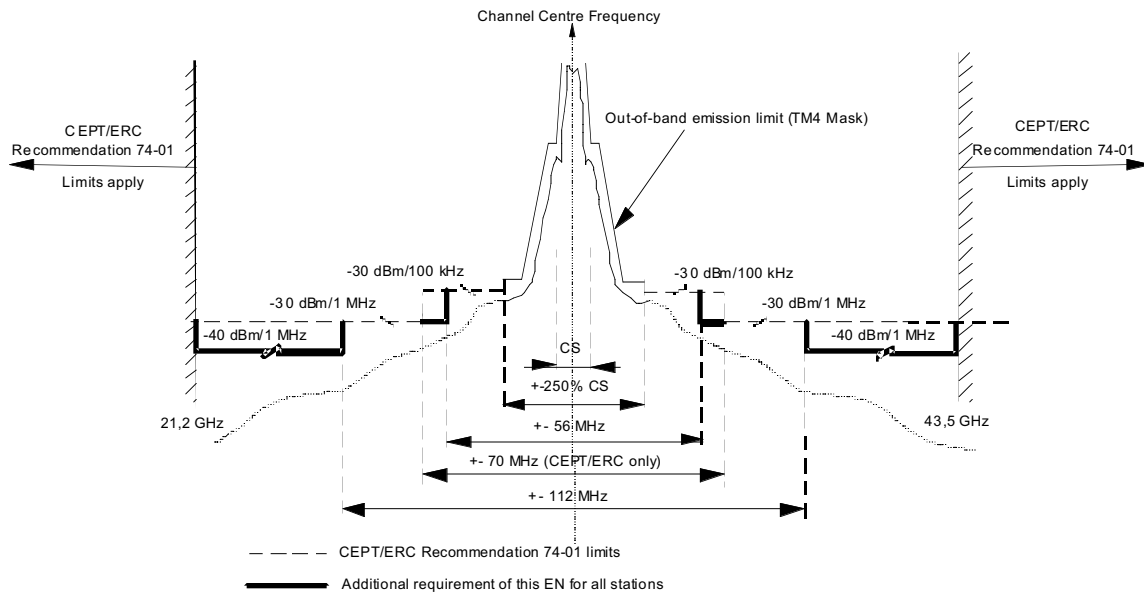 Channel Centre Frequency
Out-of-band emission limit (TM4 Mask)
CEPT/ERC
Recommendation 74-01
Limits apply
CEPT/ERC
Recommendation 74-01
Limits apply
-30 dBm/100 kHz
-30 dBm/100 kHz
-30 dBm/1 MHz
-30 dBm/1 MHz
-40 dBm/1 MHz
-40 dBm/1 MHz
CS
+-250% CS
21,2 GHz
43,5 GHz
+- 56 MHz
+- 70 MHz (CEPT/ERC only)
+- 112 MHz
CEPT/ERC Recommendation 74-01 limits
Additional requirement of this EN for all stations